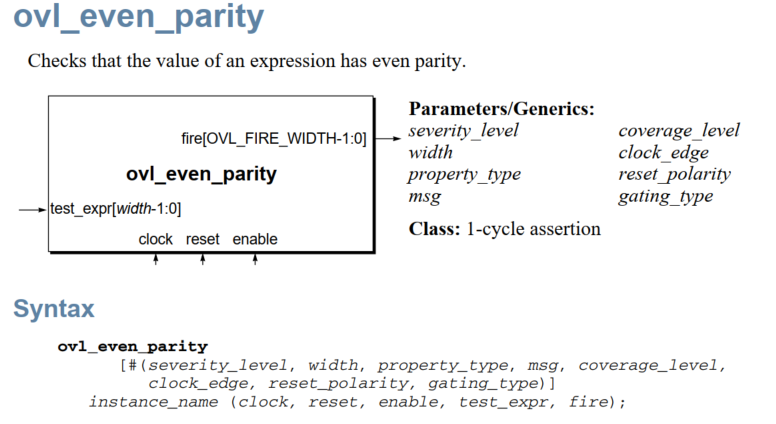 ovl_even_parity
Checks that the value of an expression has even parity.
fire[OVL_FIRE_WIDTH-1:0]
ovl_even_parity
test_expr[width-1:0]
clock reset enable
Parameters/Generics:
severity_level coverage_level
width clock_edge
property_type reset_polarity
msg gating_type
Class: 1-cycle assertion
Syntax
ovl_even_parity
[#(severity_level, width, property_type, msg, coverage_level,
clock_edge, reset_polarity, gating_type)]
instance_name (clock, reset, enable, test_expr, fire);